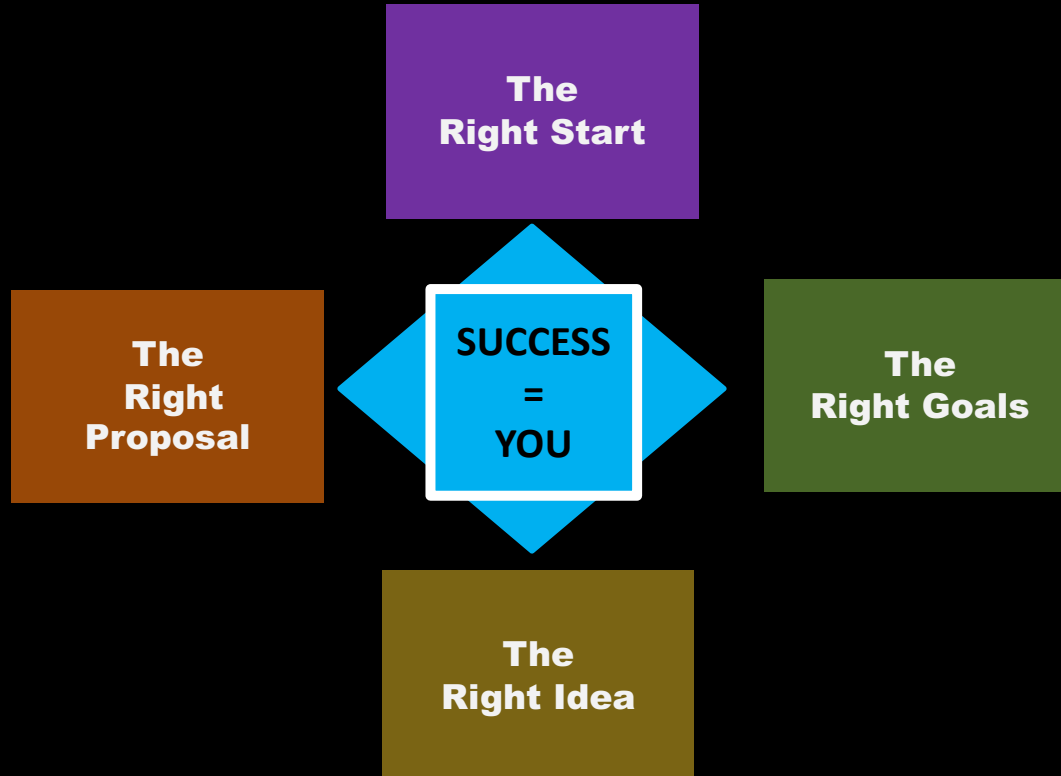 The
Right Start
The
Right
Proposal
SUCCESS
=
YOU
The
Right Goals
The
Right Idea